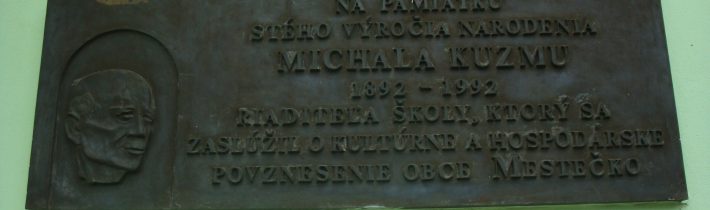 NA PAMIATKU
STÉHO VÝROČIA NARODENIA
MICHALA KUZMU
1892 - 1992
RIADITEĽA ŠKOLY, KTORÝ SA
ZASLÚŽIL O KULTÚRNE A HOSPODÁRSKE
POVZNESENIE OBCE MESTEČKO